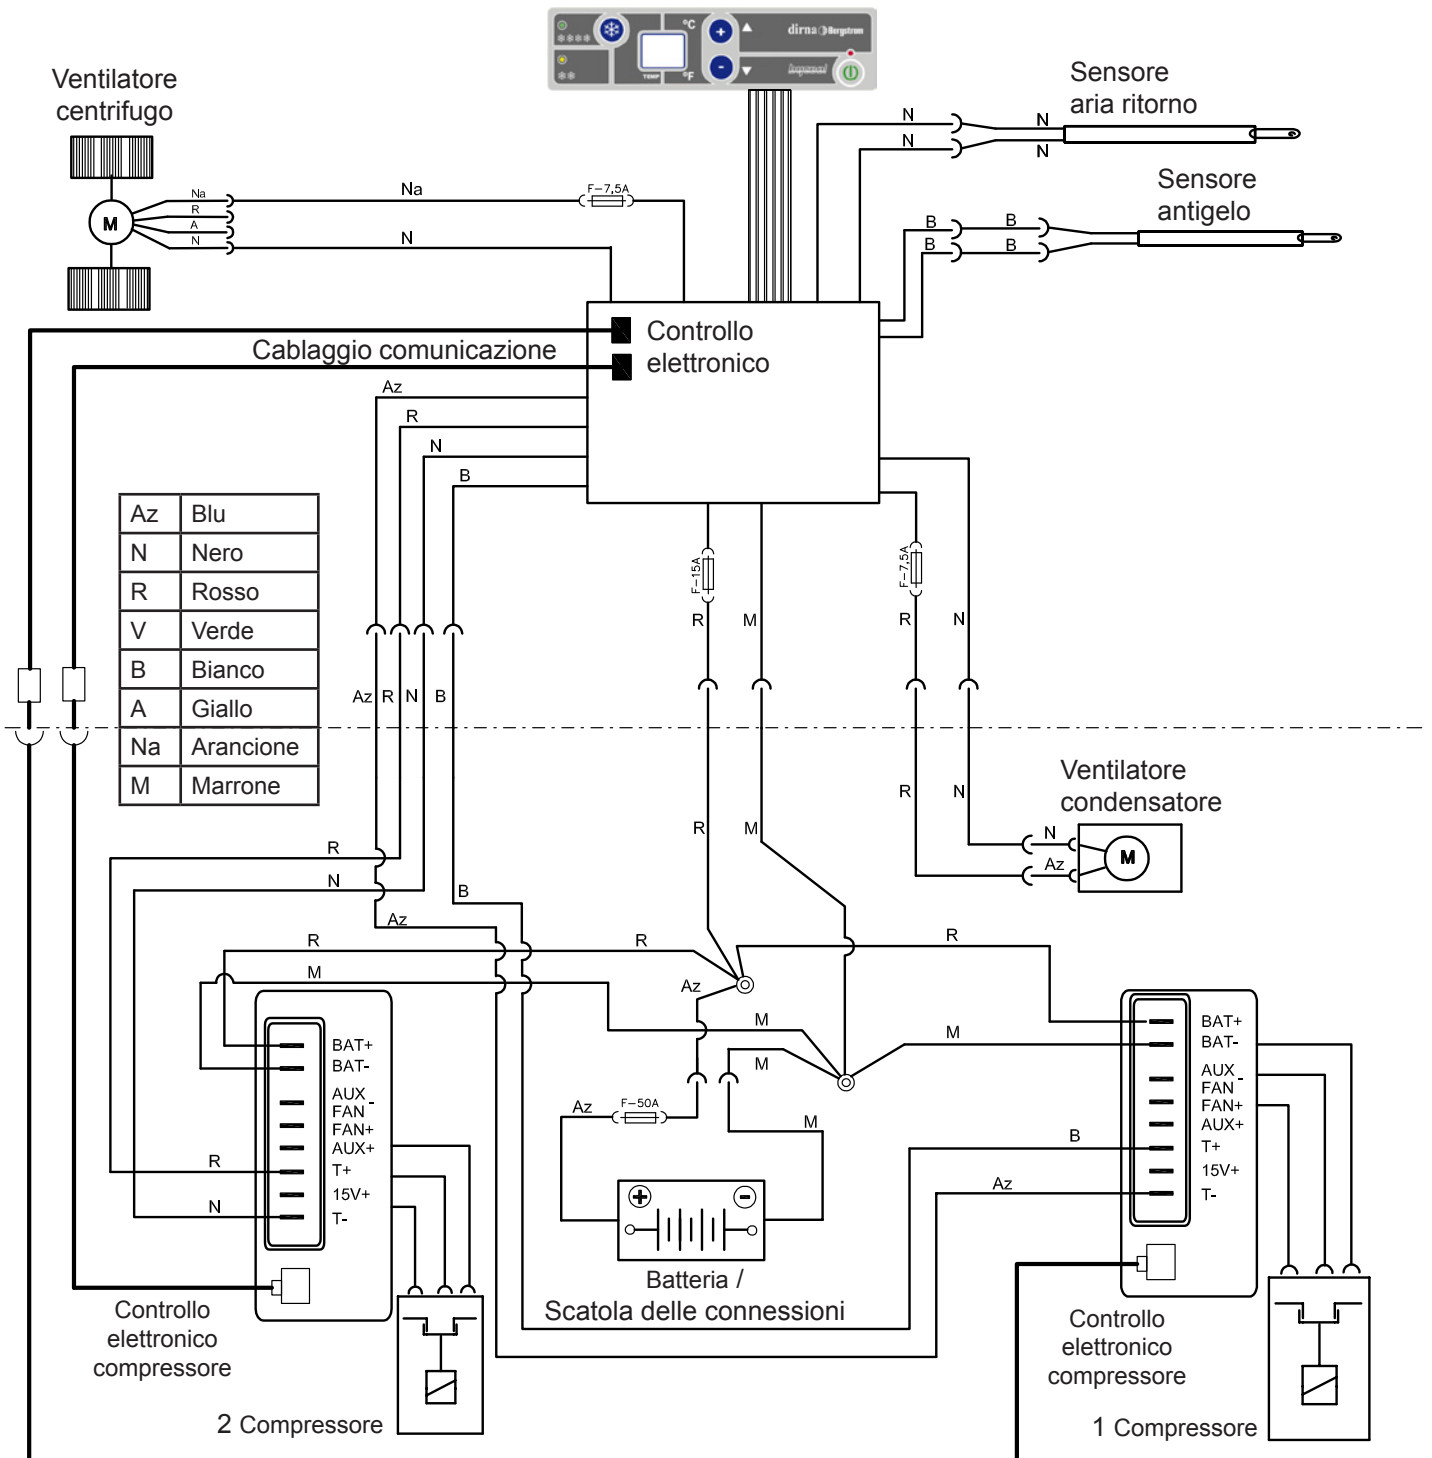 °C
dirna Bergstrom
TEMP
°F
Ventilatore
centrifugo
M
Na
R
A
N
Na
F-7,5A
N
Sensore
aria ritorno
N
N
N
N
Sensore
antigelo
B
B
B
B
Controllo
elettronico
Cablaggio comunicazione
Az
R
N
B
Az Blu
N Nero
R Rosso
V Verde
B Bianco
A Giallo
Na Arancione
M Marrone
F-15A
F-7,5A
R
M
R
N
Az
R
N
B
R
N
Ventilatore
condensatore
R
M
N
Az
M
R
N
B
Az
R
R
R
M
Az
M
M
M
BAT+
BAT-
AUX
FAN -
FAN+
AUX+
T+
15V+
T-
R
N
Az
F-50A
M
B
Az
BAT+
BAT-
AUX
FAN -
FAN+
AUX+
T+
15V+
T-
+
-
Batteria /
Scatola delle connessioni
Controllo
elettronico
compressore
2 Compressore
Controllo
elettronico
compressore
1 Compressore